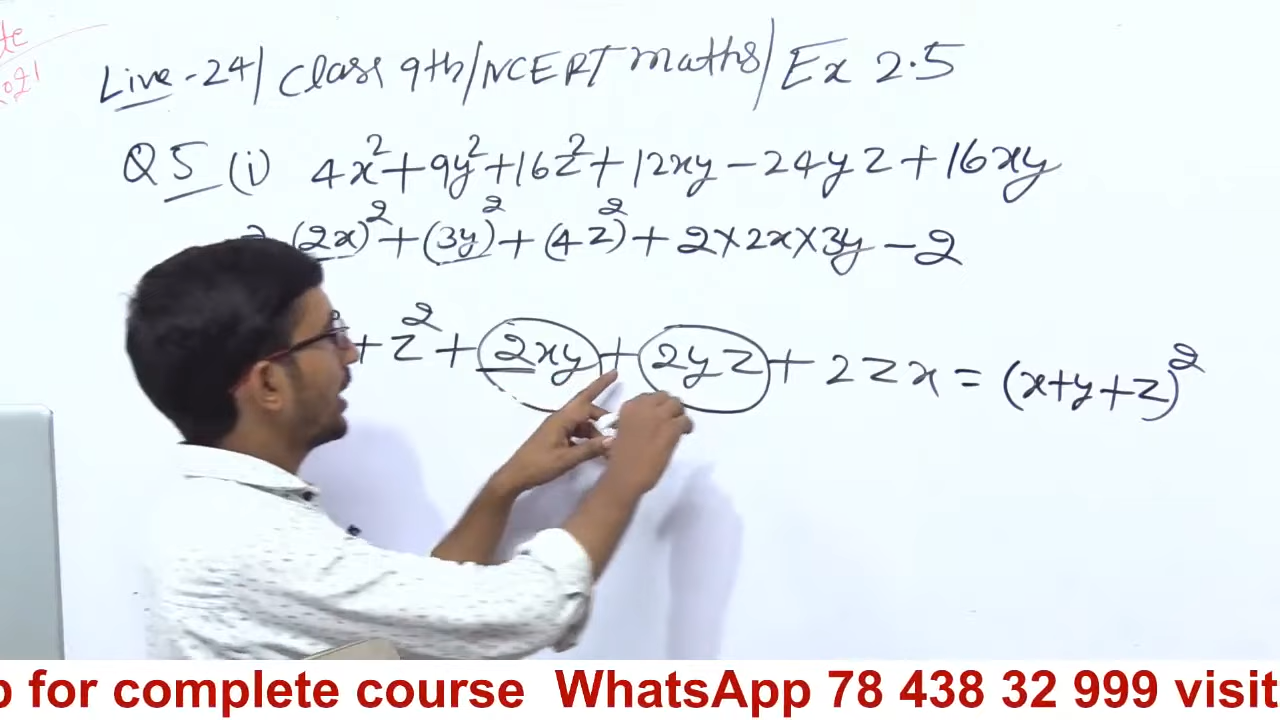 te
2021
Live-24/ Class 9th/NCERT maths/ Ex 2.5
Q5 (i) 4x²+9y²+16z²+12xy-24yz+16xy
(2x)²+(3y)²+(4z)²+2×2x×3y-2
+z²+2xy+2yz+2zx=(x+y+z)²
o for complete course WhatsApp 78 438 32 999 visit